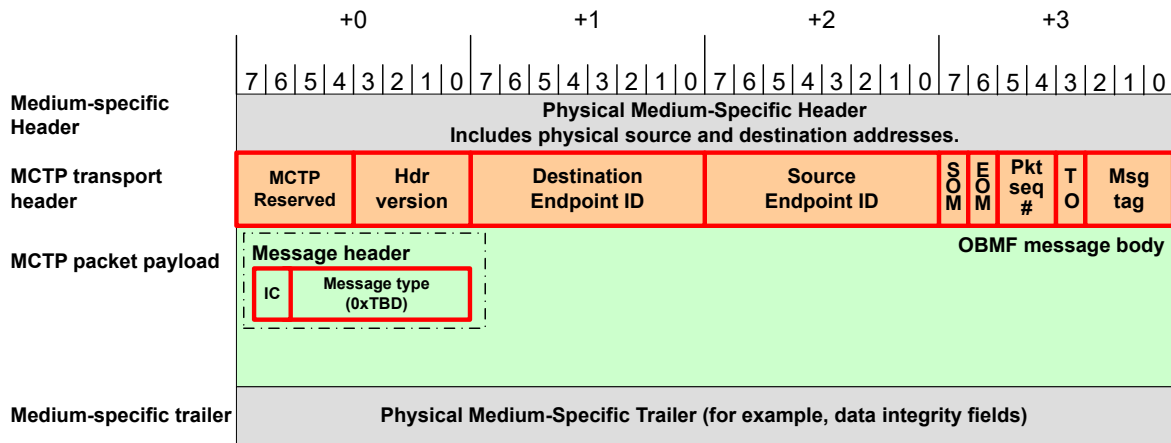 +0 +1 +2 +3
7 6 5 4 3 2 1 0 7 6 5 4 3 2 1 0 7 6 5 4 3 2 1 0 7 6 5 4 3 2 1 0
Medium-specific
Header
Physical Medium-Specific Header
Includes physical source and destination addresses.
MCTP transport
header
MCTP
Reserved
Hdr
version
Destination
Endpoint ID
Source
Endpoint ID
SOM
EOM
Pkt
seq
#
TO
Msg
tag
MCTP packet payload
Message header
OBMF message body
IC
Message type
(0xTBD)
Medium-specific trailer
Physical Medium-Specific Trailer (for example, data integrity fields)